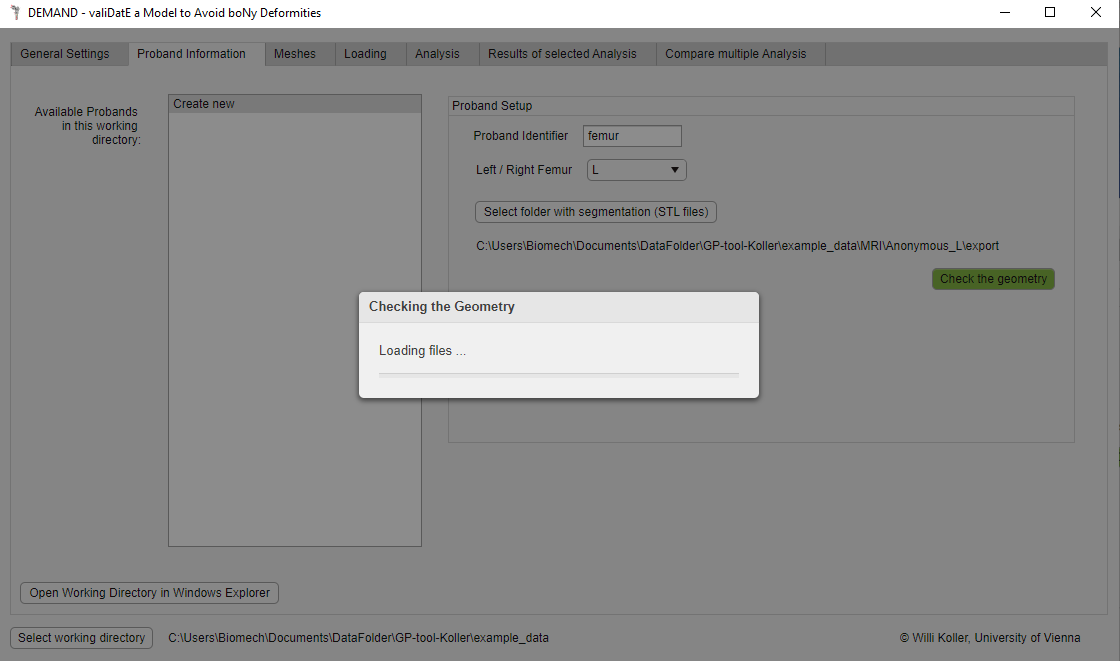 DEMAND - valiDatE a Model to Avoid boNy Deformities
General Settings
Proband Information
Meshes
Loading
Analysis
Results of selected Analysis
Compare multiple Analysis
Available Probands
in this working
directory:
Create new
Proband Setup
Proband Identifier
femur
Left / Right Femur
L
Select folder with segmentation (STL files)
C:\Users\Biomech\Documents\DataFolder\GP-tool-Koller\example_data\MRI\Anonymous_L\export
Check the geometry
Checking the Geometry
Loading files ...
Open Working Directory in Windows Explorer
Select working directory
C:\Users\Biomech\Documents\DataFolder\GP-tool-Koller\example_data
© Willi Koller, University of Vienna